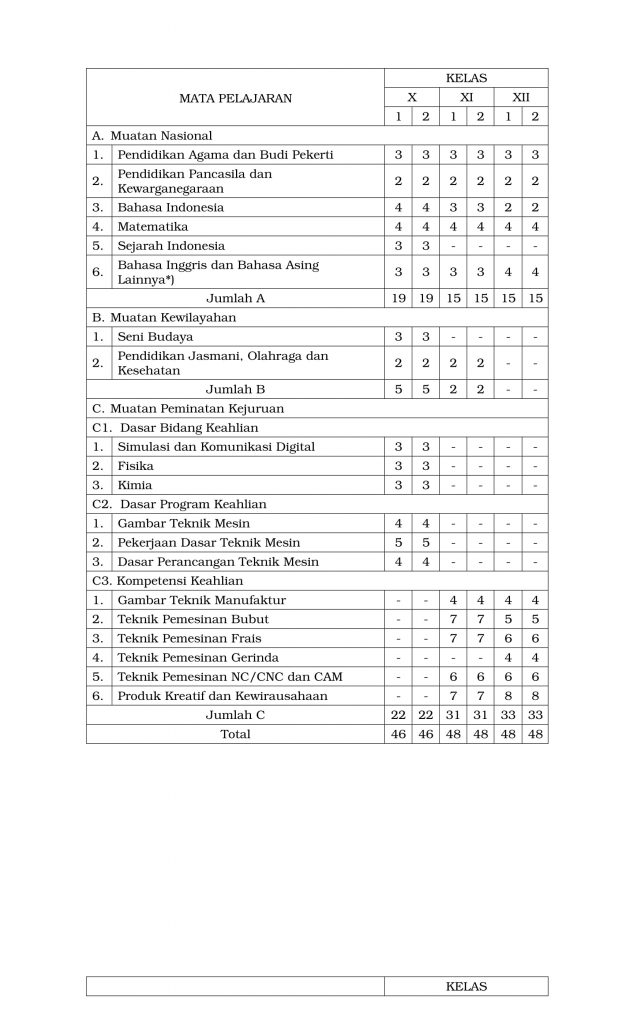 KELAS
MATA PELAJARAN X XI XII
1 2 1 2 1 2
A. Muatan Nasional
1. Pendidikan Agama dan Budi Pekerti 3 3 3 3 3 3
2. Pendidikan Pancasila dan
Kewarganegaraan 2 2 2 2 2 2
3. Bahasa Indonesia 4 4 3 3 2 2
4. Matematika 4 4 4 4 4 4
5. Sejarah Indonesia 3 3 - - - -
6. Bahasa Inggris dan Bahasa Asing
Lainnya*) 3 3 3 3 4 4
Jumlah A 19 19 15 15 15 15
B. Muatan Kewilayahan
1. Seni Budaya 3 3 - - - -
2. Pendidikan Jasmani, Olahraga dan
Kesehatan 2 2 2 2 - -
Jumlah B 5 5 2 2 - -
C. Muatan Peminatan Kejuruan
C1. Dasar Bidang Keahlian
1. Simulasi dan Komunikasi Digital 3 3 - - - -
2. Fisika 3 3 - - - -
3. Kimia 3 3 - - - -
C2. Dasar Program Keahlian
1. Gambar Teknik Mesin 4 4 - - - -
2. Pekerjaan Dasar Teknik Mesin 5 5 - - - -
3. Dasar Perancangan Teknik Mesin 4 4 - - - -
C3. Kompetensi Keahlian
1. Gambar Teknik Manufaktur - - 4 4 4 4
2. Teknik Pemesinan Bubut - - 7 7 5 5
3. Teknik Pemesinan Frais - - 7 7 6 6
4. Teknik Pemesinan Gerinda - - - - 4 4
5. Teknik Pemesinan NC/CNC dan CAM - - 6 6 6 6
6. Produk Kreatif dan Kewirausahaan - - 7 7 8 8
Jumlah C 22 22 31 31 33 33
Total 46 46 48 48 48 48
KELAS